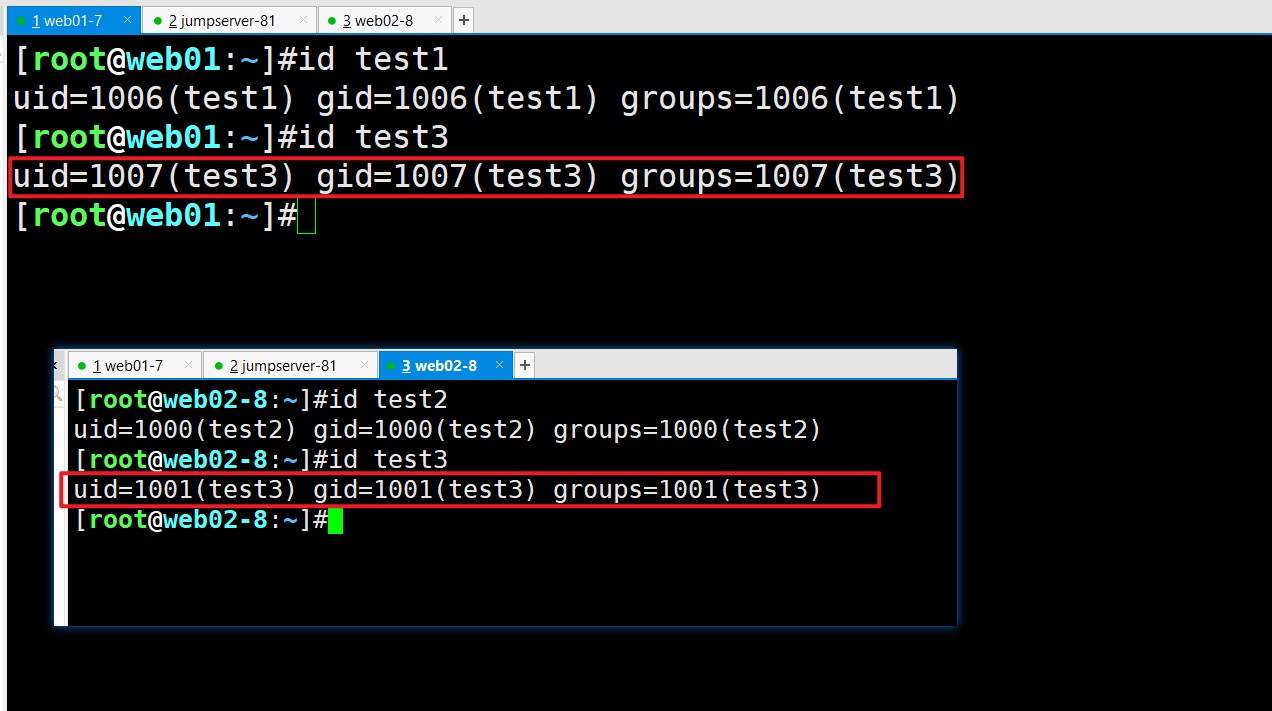 1 web01-7 × 2 jumpserver-81 × 3 web02-8 × +
[root@web01:~]#id test1
uid=1006(test1) gid=1006(test1) groups=1006(test1)
[root@web01:~]#id test3
uid=1007(test3) gid=1007(test3) groups=1007(test3)
[root@web01:~]#
1 web01-7 × 2 jumpserver-81 × 3 web02-8 × +
[root@web02-8:~]#id test2
uid=1000(test2) gid=1000(test2) groups=1000(test2)
[root@web02-8:~]#id test3
uid=1001(test3) gid=1001(test3) groups=1001(test3)
[root@web02-8:~]#